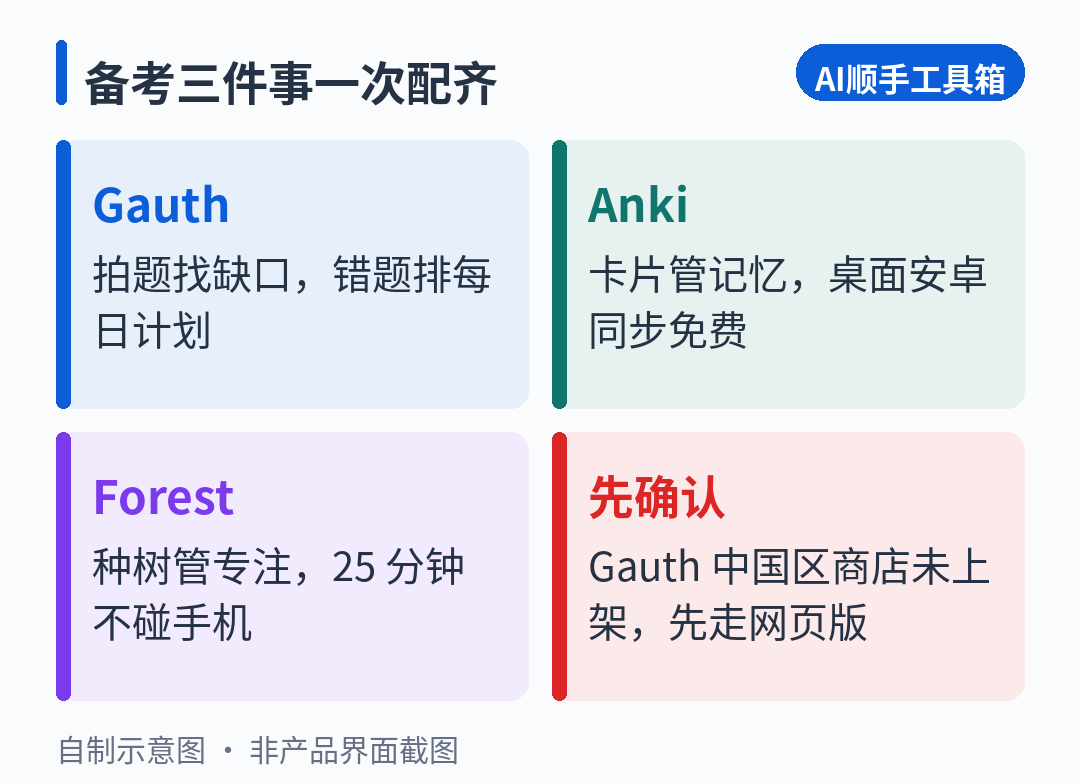 备考三件事一次配齐
AI顺手工具箱
Gauth
拍题找缺口，错题排每
日计划
Anki
卡片管记忆，桌面安卓
同步免费
Forest
种树管专注，25 分钟
不碰手机
先确认
Gauth 中国区商店未上
架，先走网页版
自制示意图 · 非产品界面截图